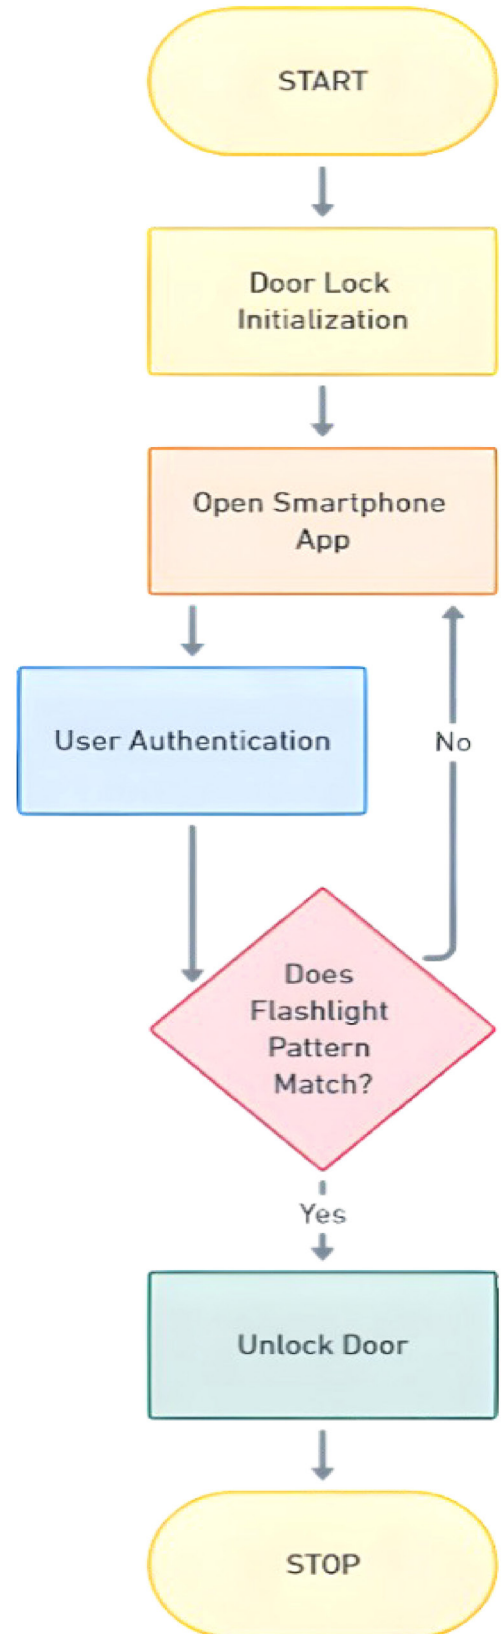 START
Door Lock
Initialization
Open Smartphone
App
User Authentication
No
Does
Flashlight
Pattern
Match?
Yes
Unlock Door
STOP